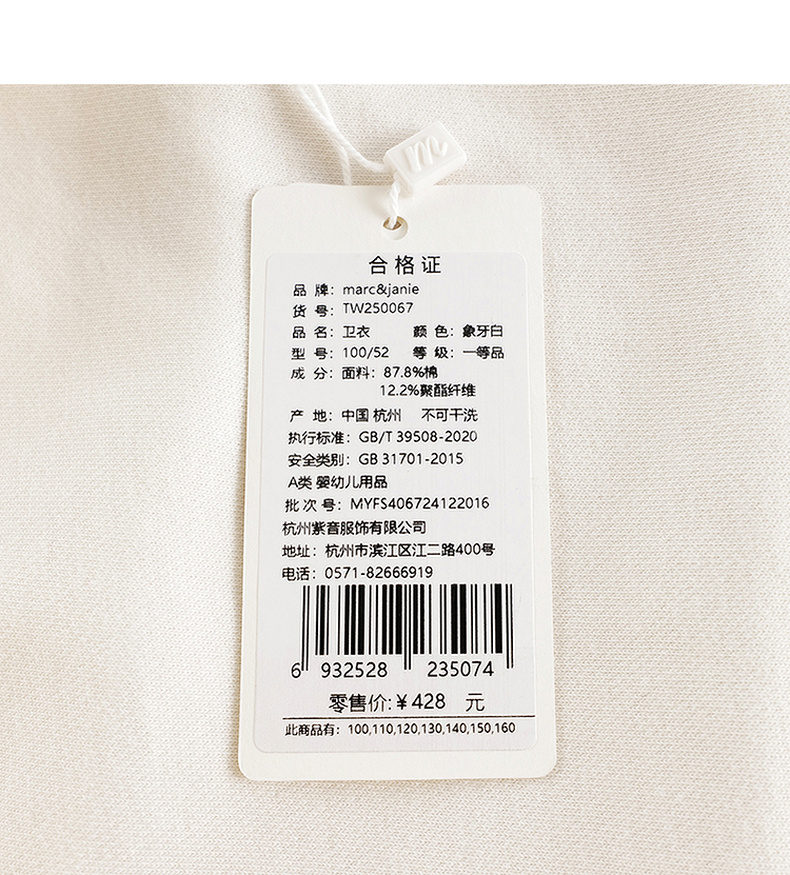 m
合格证
品 牌：marc&janie
货 号：TW250067
品 名：卫衣 颜 色：象牙白
型 号：100/52 等 级：一等品
成 分：面料：87.8%棉
12.2%聚酯纤维
产 地：中国 杭州 不可干洗
执行标准：GB/T 39508-2020
安全类别：GB 31701-2015
A类 婴幼儿用品
批 次 号：MYFS406724122016
杭州紫音服饰有限公司
地址：杭州市滨江区江二路400号
电话：0571-82666919
6 932528 235074
零售价:￥428 元
此商品有：100,110,120,130,140,150,160